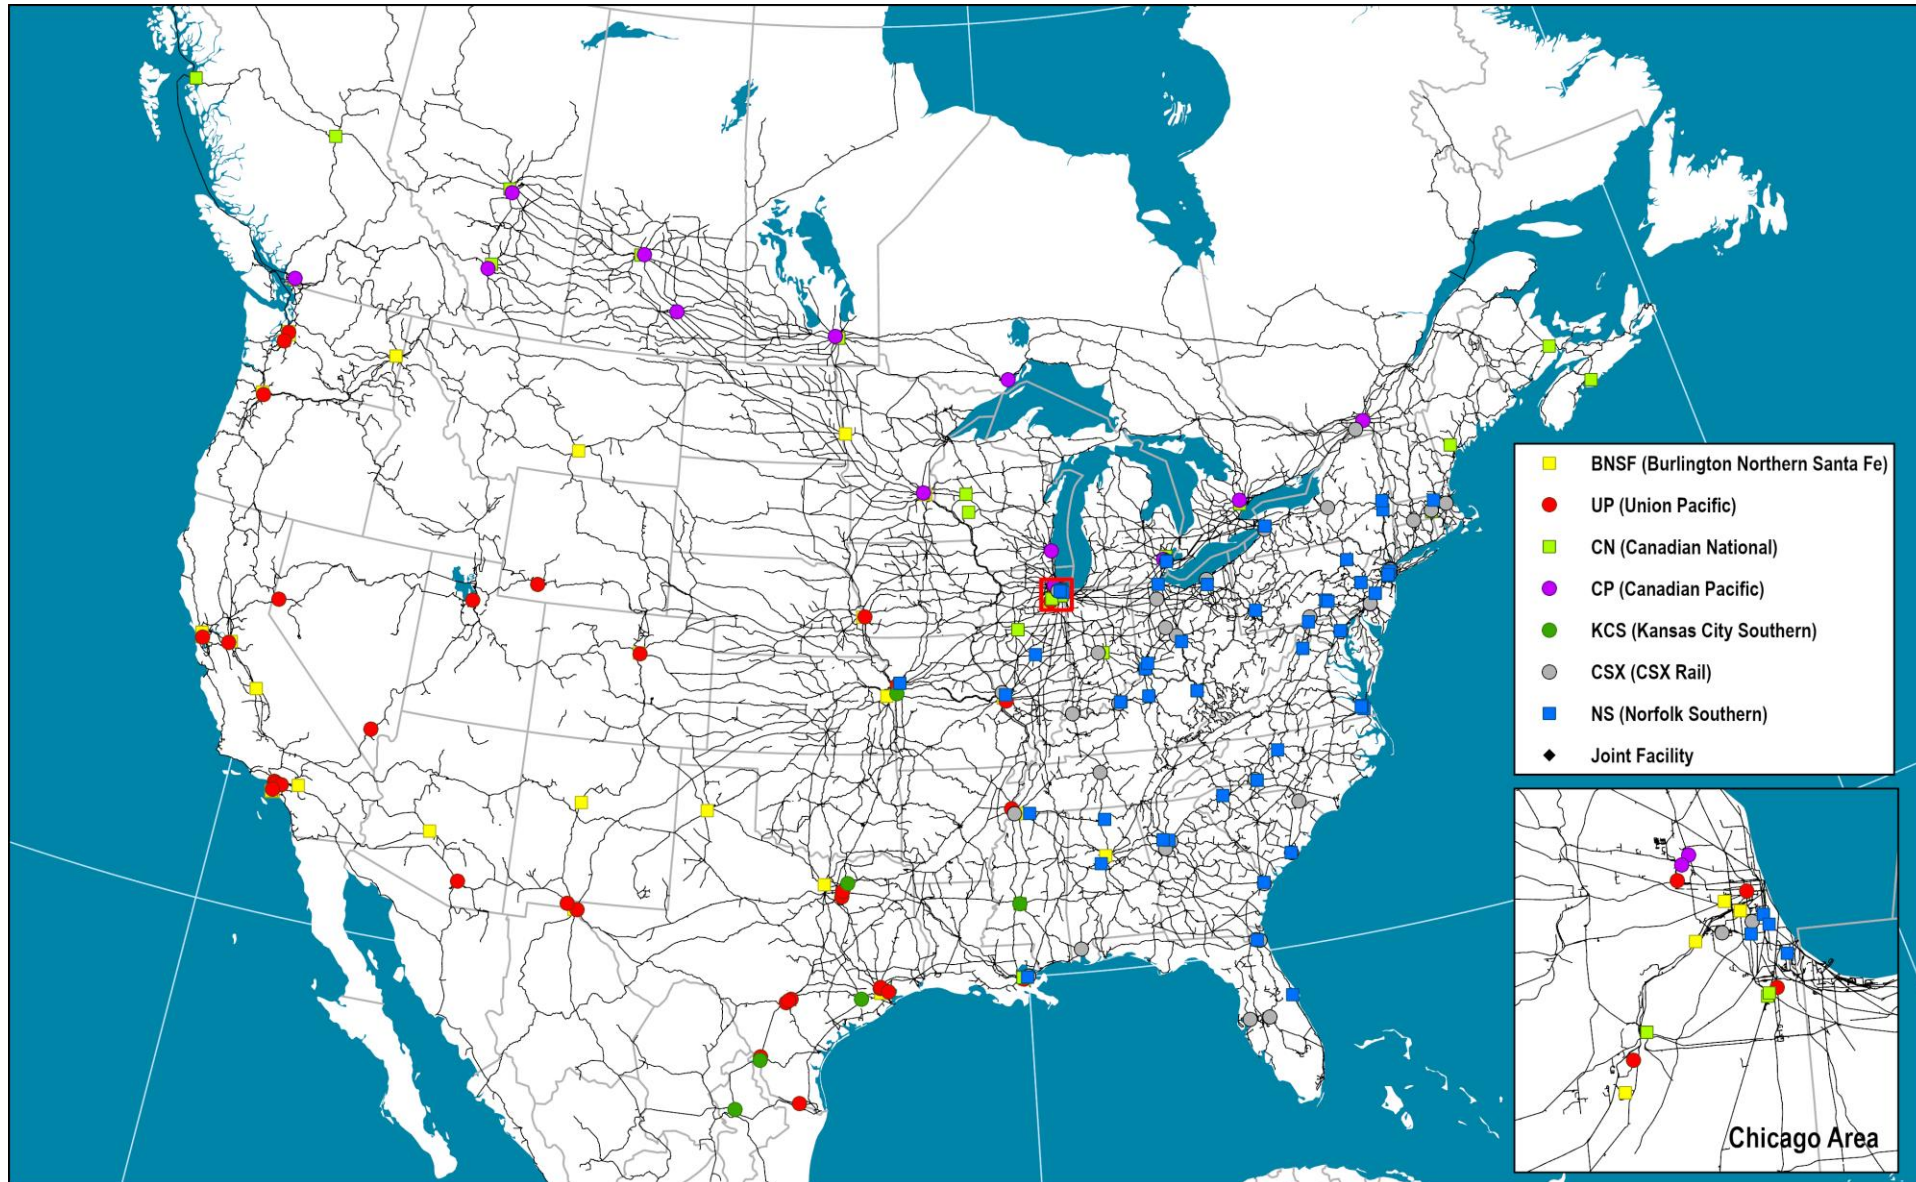 BNSF (Burlington Northern Santa Fe)
UP (Union Pacific)
CN (Canadian National)
CP (Canadian Pacific)
KCS (Kansas City Southern)
CSX (CSX Rail)
NS (Norfolk Southern)
Joint Facility
Chicago Area